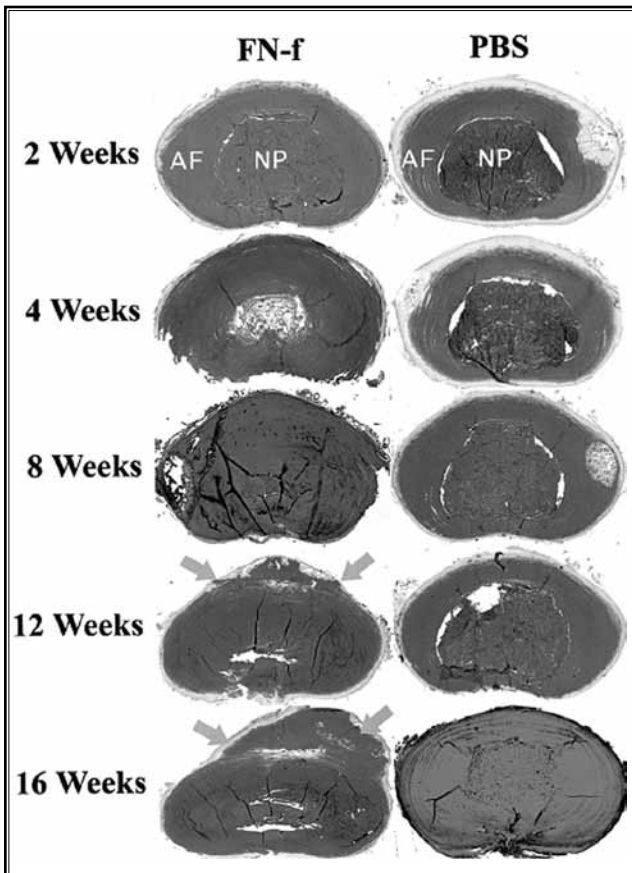 FN-f PBS
2 Weeks AF NP AF NP
4 Weeks
8 Weeks
12 Weeks
16 Weeks